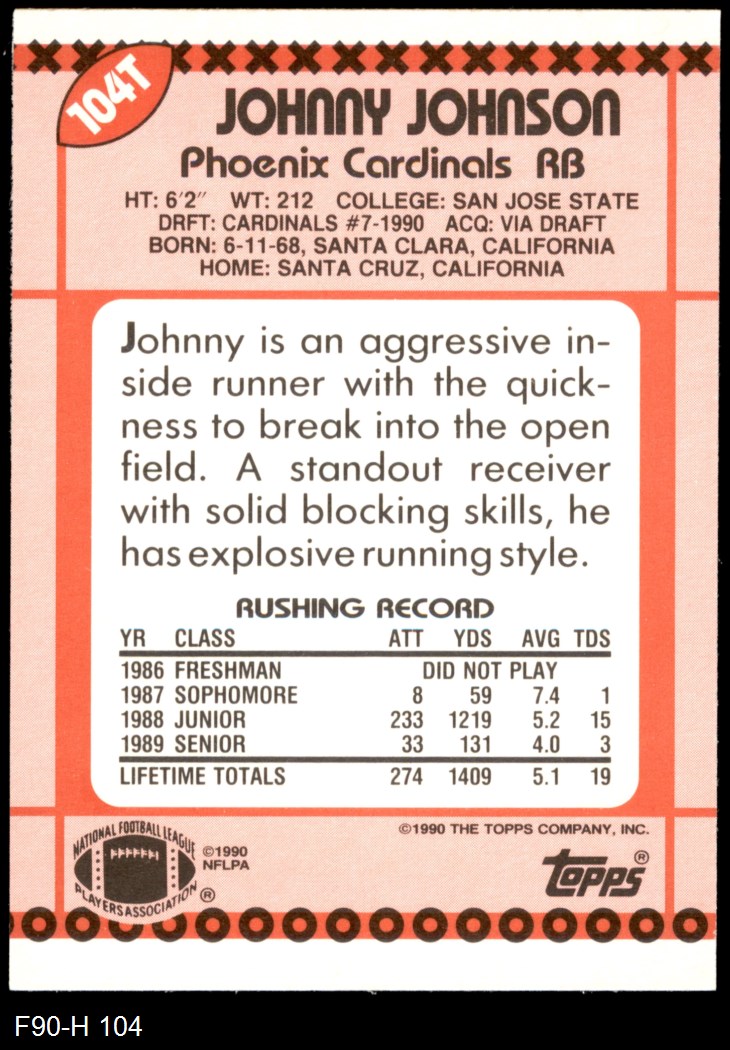 104T
JOHNNY JOHNSON
Phoenix Cardinals RB
HT: 6'2" WT: 212 COLLEGE: SAN JOSE STATE
DRFT: CARDINALS #7-1990 ACQ: VIA DRAFT
BORN: 6-11-68, SANTA CLARA, CALIFORNIA
HOME: SANTA CRUZ, CALIFORNIA
Johnny is an aggressive in-
side runner with the quick-
ness to break into the open
field. A standout receiver
with solid blocking skills, he
has explosive running style.
RUSHING RECORD
YR CLASS ATT YDS AVG TDS
1986 FRESHMAN DID NOT PLAY
1987 SOPHOMORE 8 59 7.4 1
1988 JUNIOR 233 1219 5.2 15
1989 SENIOR 33 131 4.0 3
LIFETIME TOTALS 274 1409 5.1 19
©1990 THE TOPPS COMPANY, INC.
NATIONAL FOOTBALL LEAGUE
PLAYERS ASSOCIATION ®
©1990
NFLPA
topps ®
F90-H 104